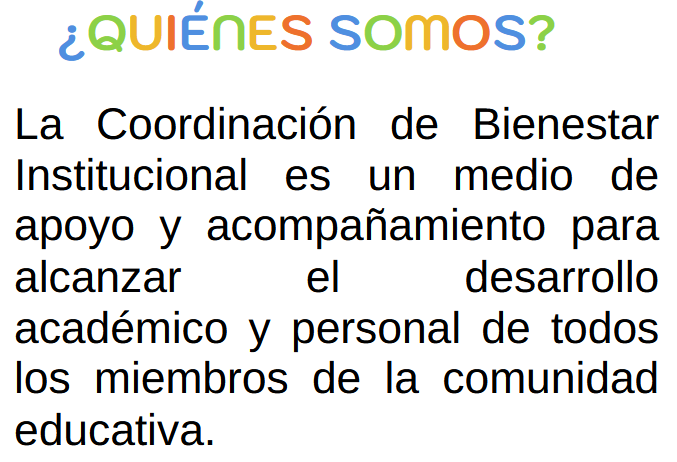 ¿QUIÉNES SOMOS?
La Coordinación de Bienestar
Institucional es un medio de
apoyo y acompañamiento para
alcanzar el desarrollo
académico y personal de todos
los miembros de la comunidad
educativa.